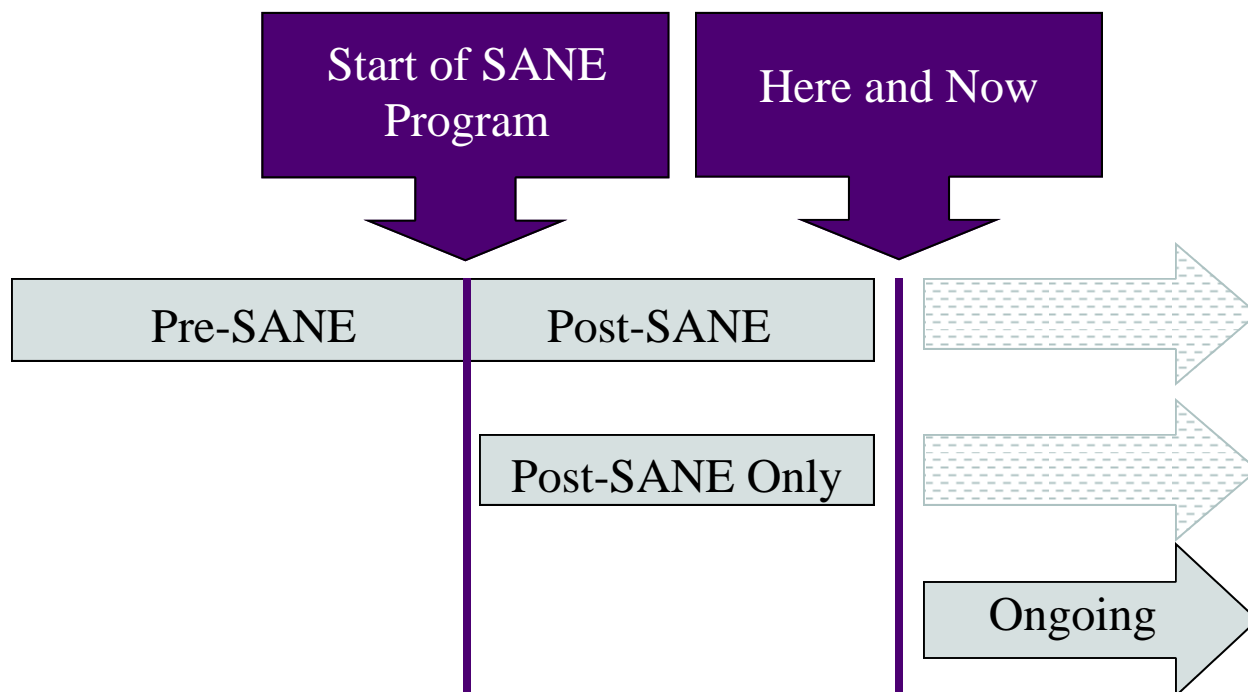 Start of SANE
Program
Here and Now
Pre-SANE
Post-SANE
Post-SANE Only
Ongoing